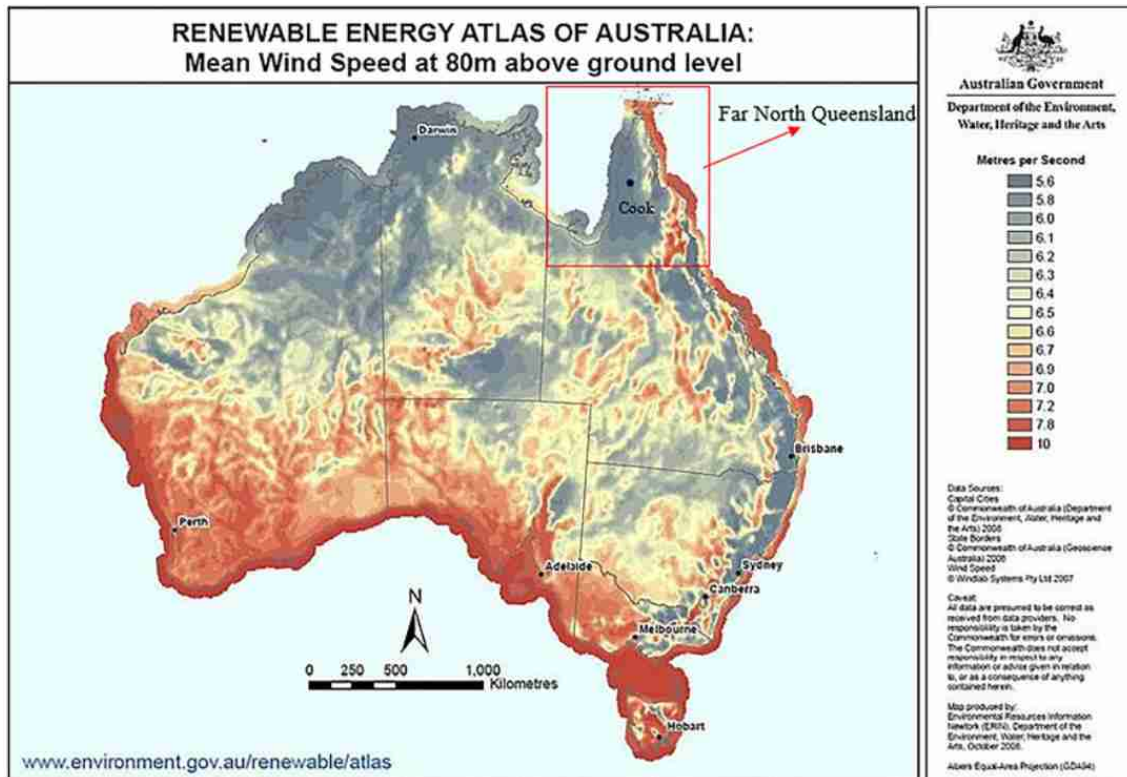 RENEWABLE ENERGY ATLAS OF AUSTRALIA:
Mean Wind Speed at 80m above ground level
Darwin
Far North Queensland
Cook
Brisbane
Perth
Adelaide
Sydney
Canberra
Melbourne
Hobart
N
0 250 500 1,000
Kilometres
www.environment.gov.au/renewable/atlas
Australian Government
Department of the Environment,
Water, Heritage and the Arts
Metres per Second
5.6
5.8
6.0
6.1
6.2
6.3
6.4
6.5
6.6
6.7
6.9
7.0
7.2
7.8
10
Data Sources:
Capital Cities
© Commonwealth of Australia (Department
of the Environment, Water, Heritage and
the Arts) 2008
State Borders
© Commonwealth of Australia (Geoscience
Australia) 2006
Wind Speed
© Windlab Systems Pty Ltd 2007
Caveat:
All data are presumed to be correct as
received from data providers. No
responsibility is taken by the
Commonwealth for errors or omissions.
The Commonwealth does not accept
responsibility in respect to any
information or advice given in relation
to, or as a consequence of anything
contained herein.
Map produced by:
Environmental Resources Information
Network (ERIN), Department of the
Environment, Water, Heritage and the
Arts, October 2008.
Albers Equal-Area Projection (GDA94)